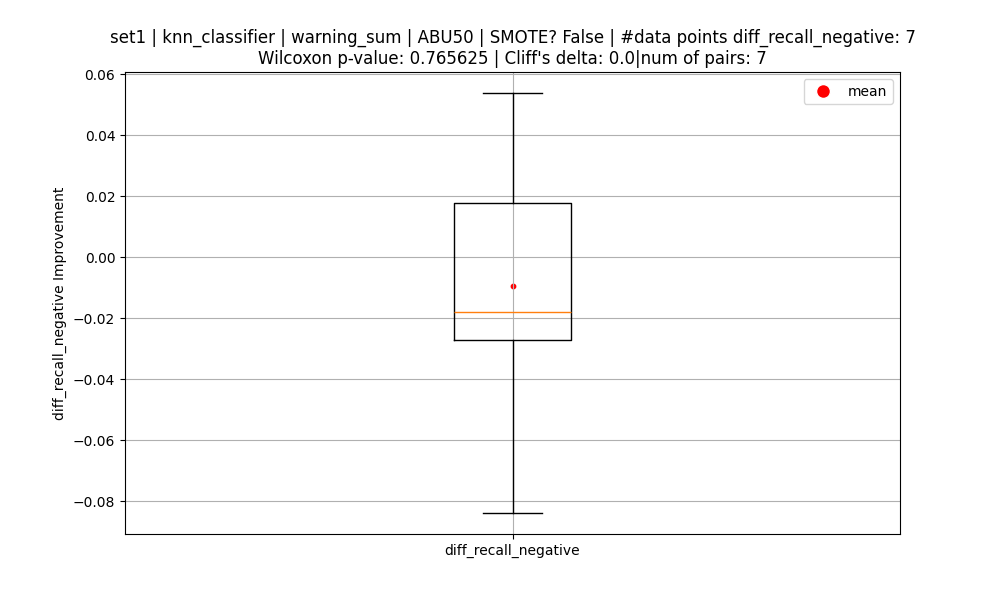 set1 | knn_classifier | warning_sum | ABU50 | SMOTE? False | #data points diff_recall_negative: 7
Wilcoxon p-value: 0.765625 | Cliff's delta: 0.0|num of pairs: 7
mean
diff_recall_negative Improvement
0.06
0.04
0.02
0.00
−0.02
−0.04
−0.06
−0.08
diff_recall_negative